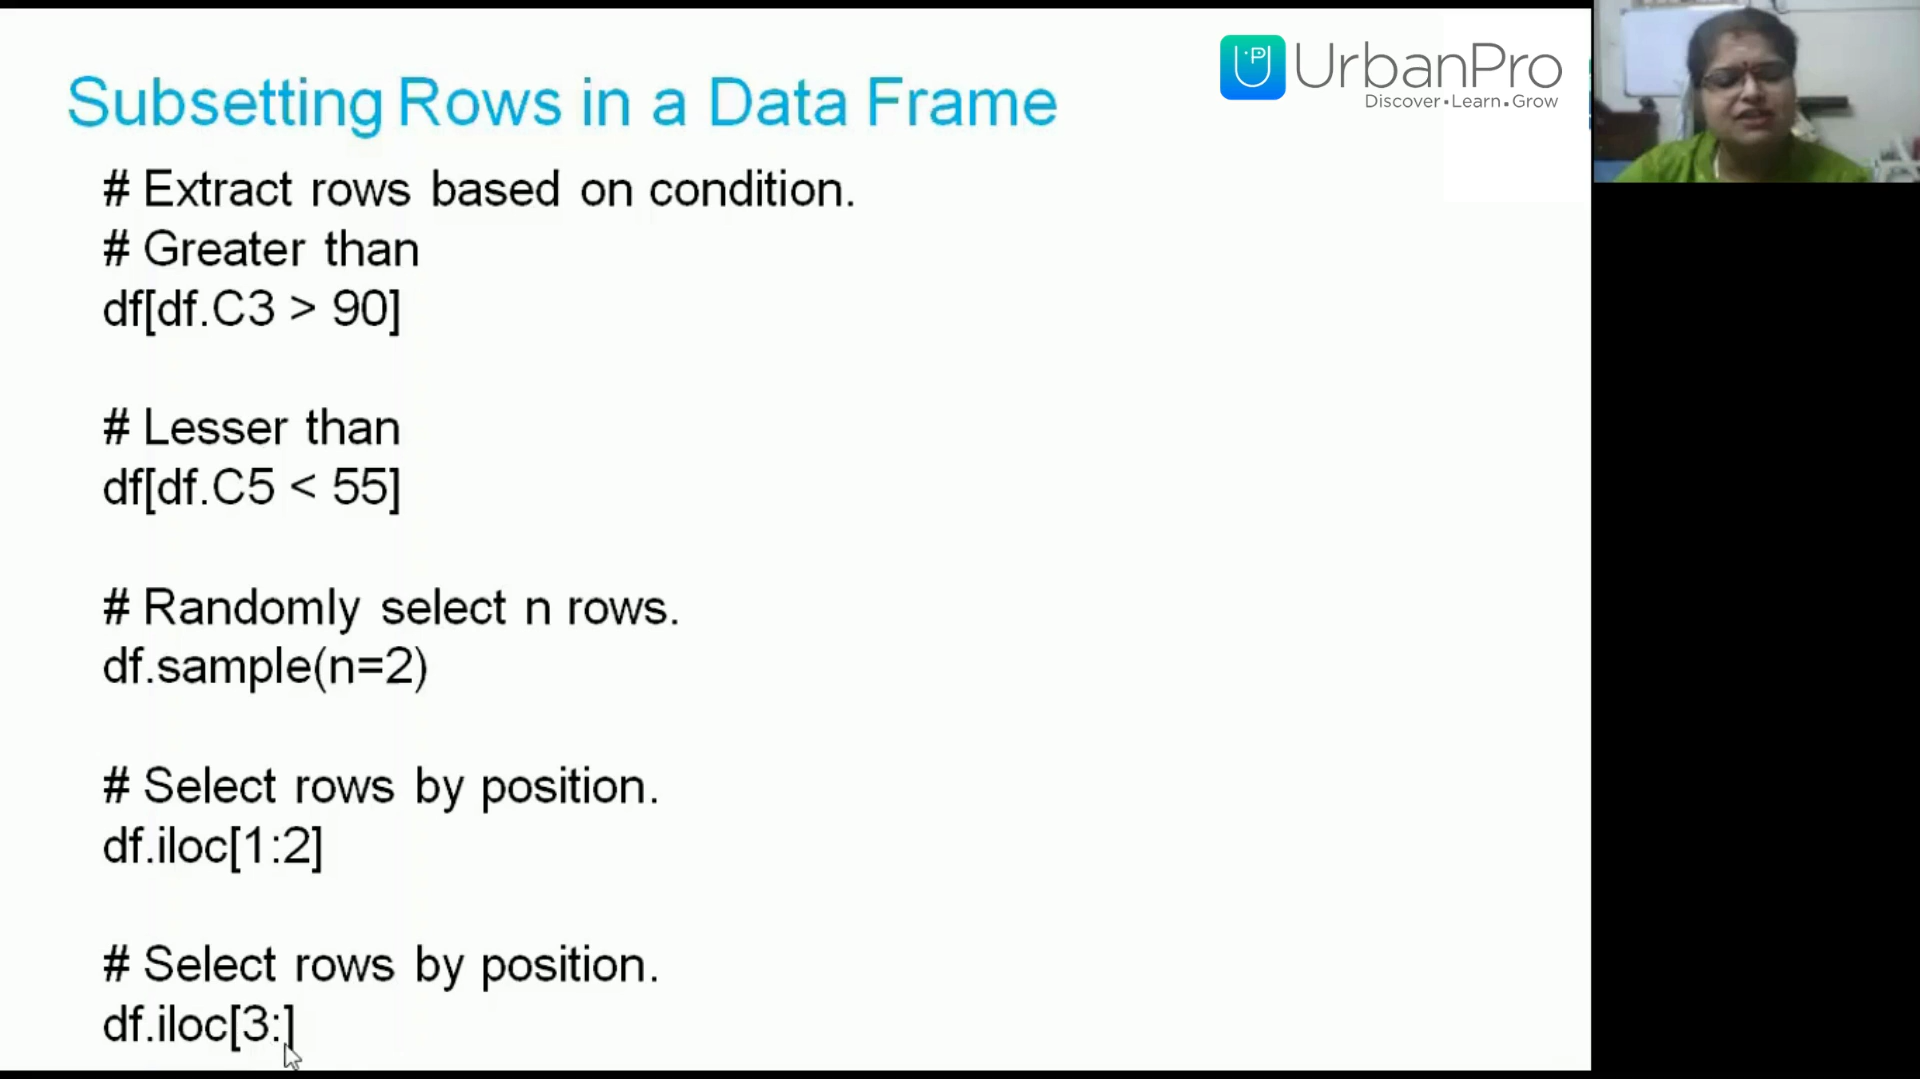 Subsetting Rows in a Data Frame
UrbanPro
Discover▪Learn▪Grow
# Extract rows based on condition.
# Greater than
df[df.C3 > 90]
# Lesser than
df[df.C5 < 55]
# Randomly select n rows.
df.sample(n=2)
# Select rows by position.
df.iloc[1:2]
# Select rows by position.
df.iloc[3:]